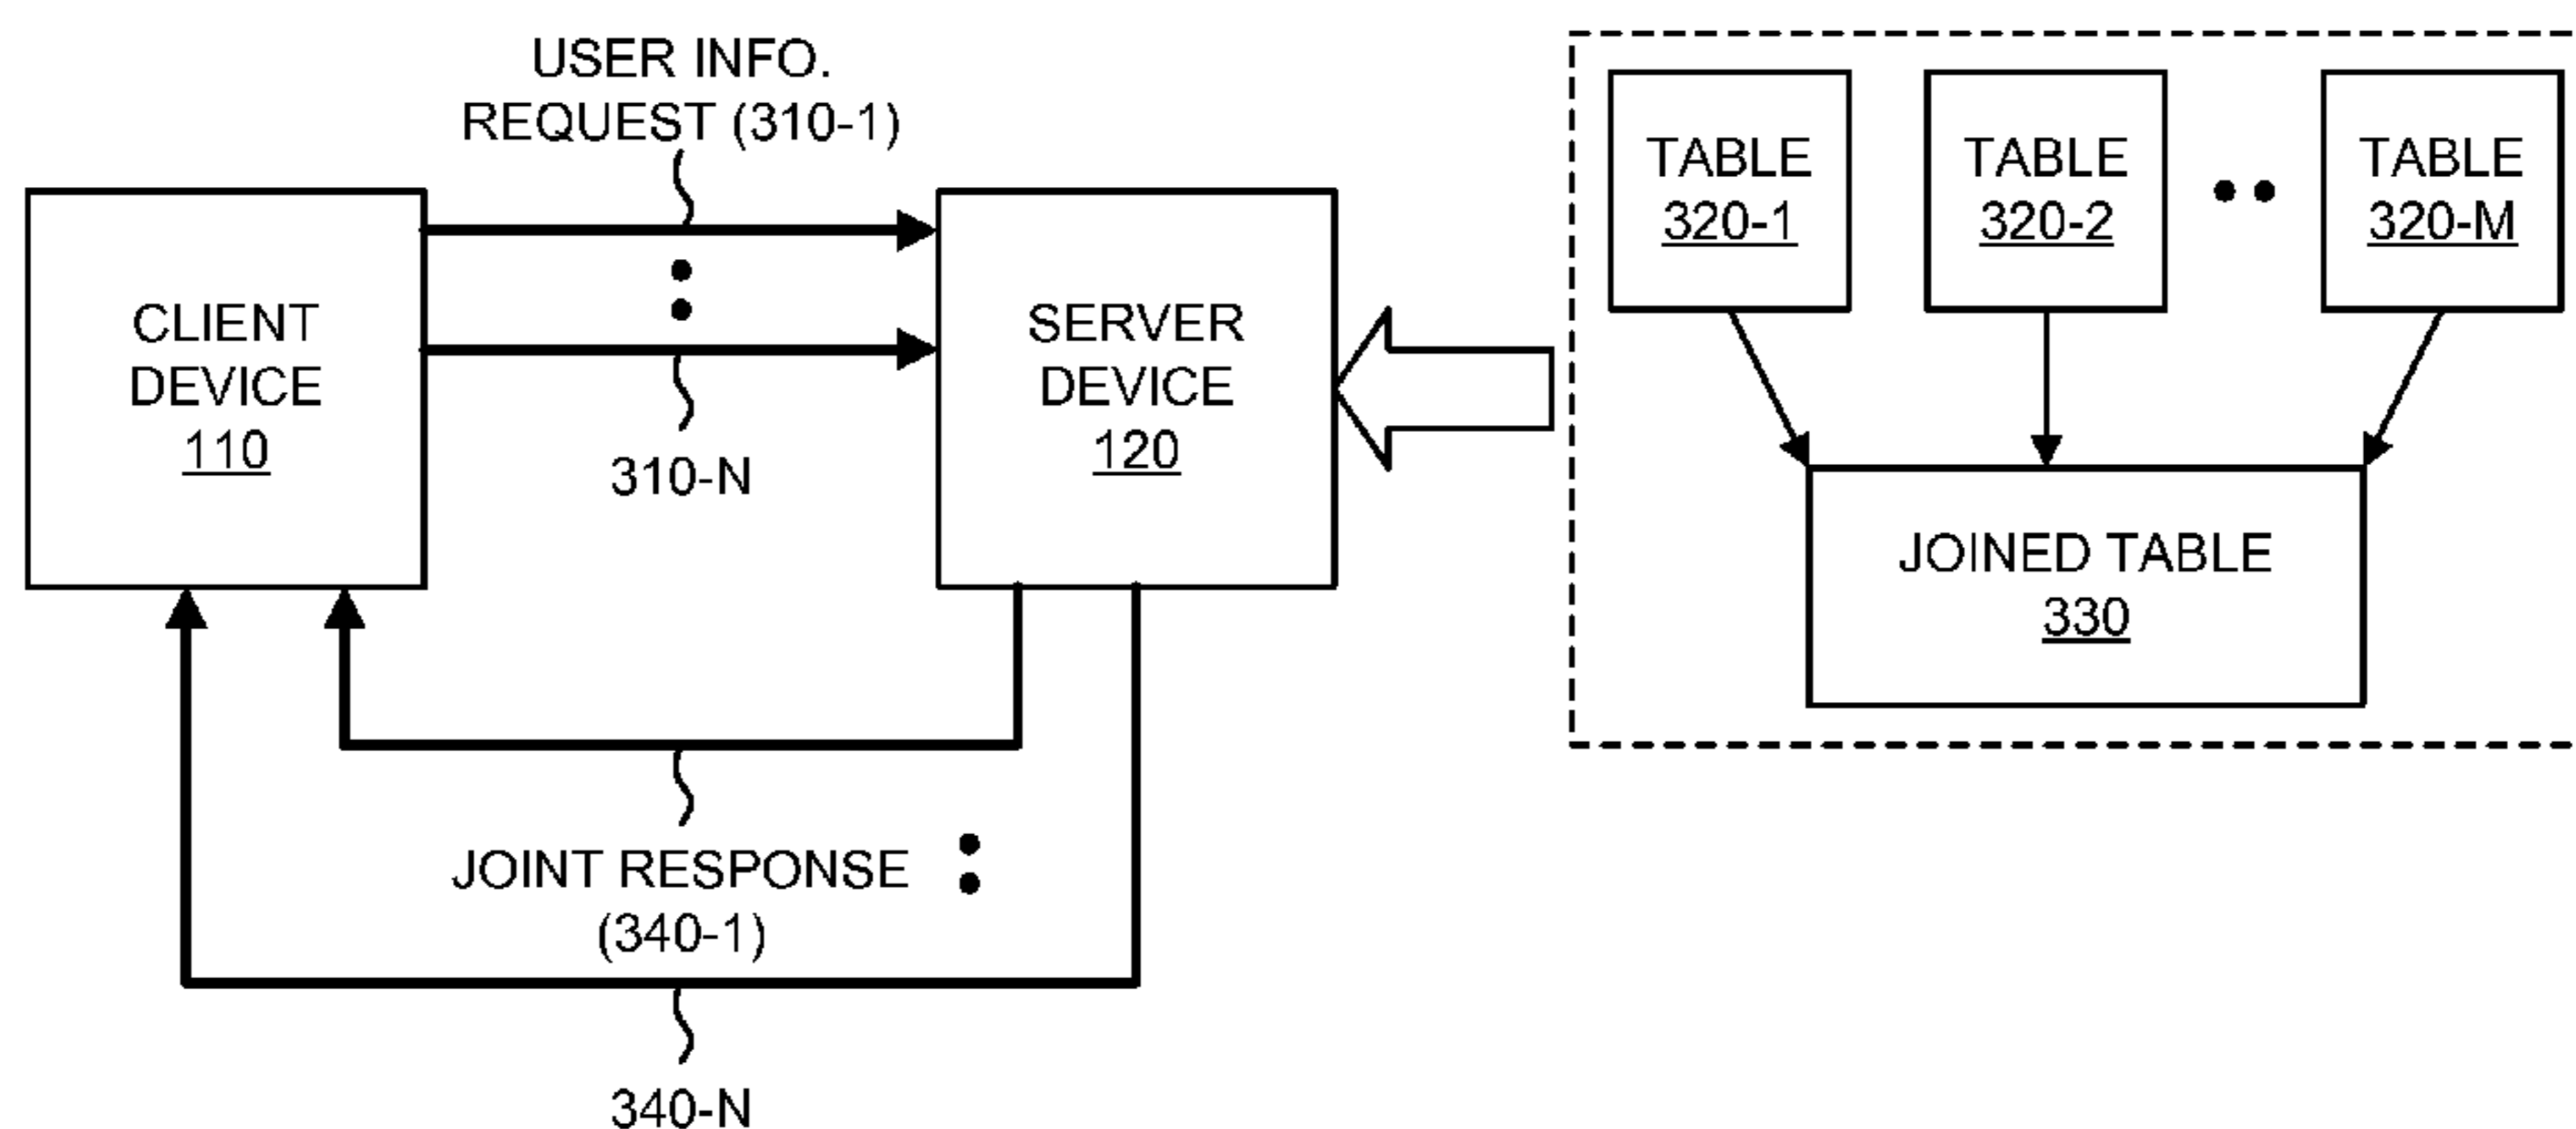 USER INFO.
REQUEST (310-1)
CLIENT
DEVICE
110
310-N
SERVER
DEVICE
120
TABLE
320-1
TABLE
320-2
TABLE
320-M
JOINED TABLE
330
JOINT RESPONSE
(340-1)
340-N